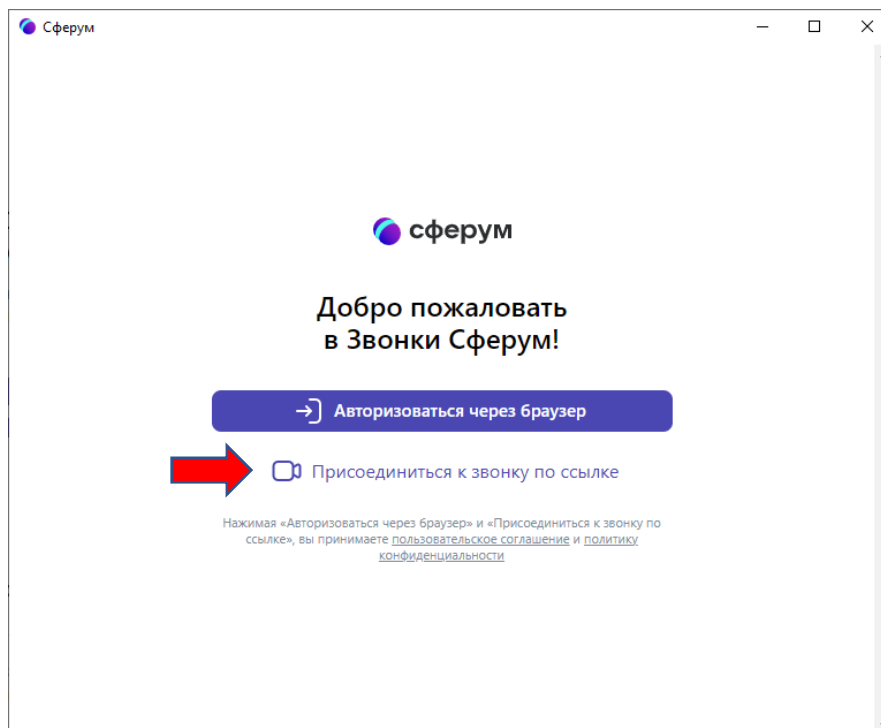 Сферум
сферум
Добро пожаловать
в Звонки Сферум!
Авторизоваться через браузер
Присоединиться к звонку по ссылке
Нажимая «Авторизоваться через браузер» и «Присоединиться к звонку по
ссылке», вы принимаете пользовательское соглашение и политику
конфиденциальности